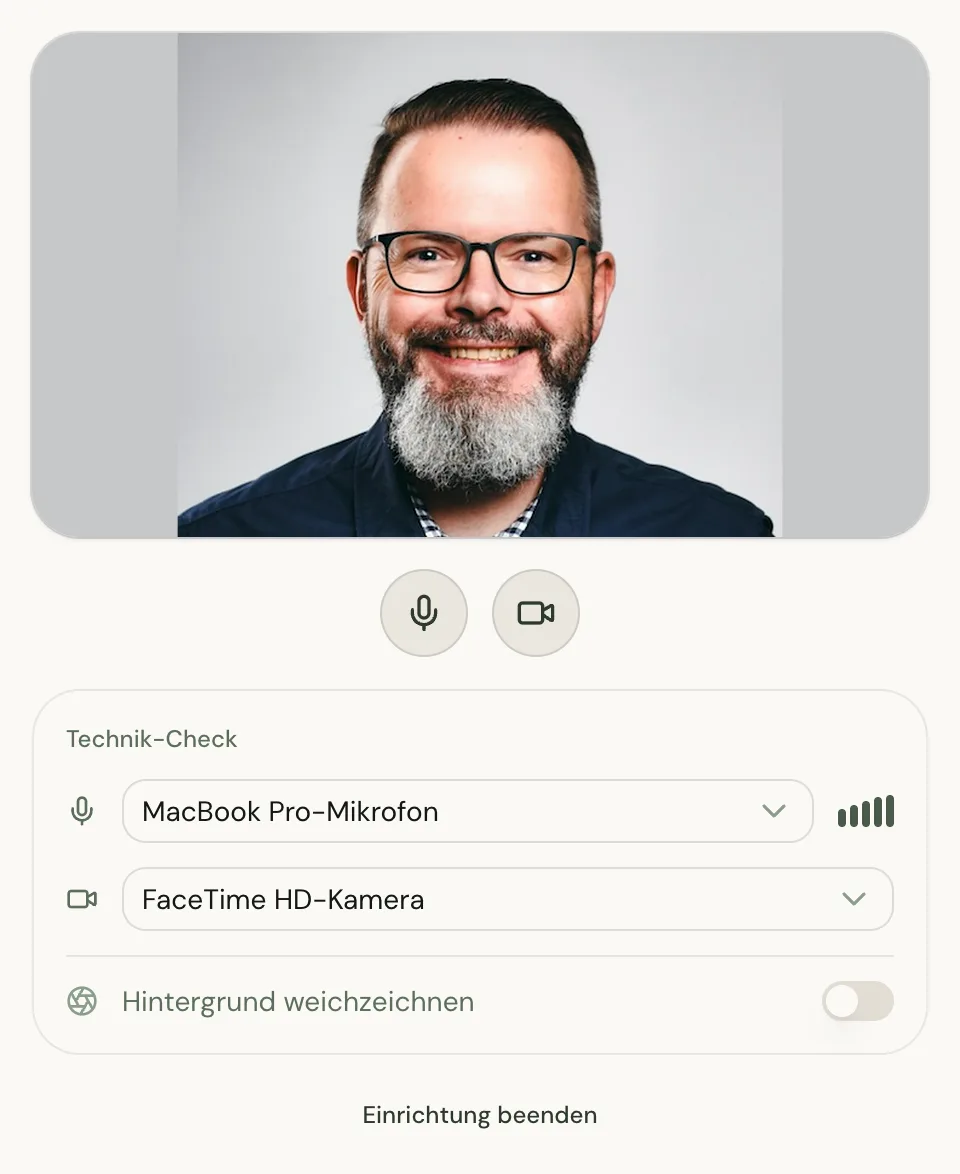 Technik-Check
MacBook Pro-Mikrofon
FaceTime HD-Kamera
Hintergrund weichzeichnen
Einrichtung beenden